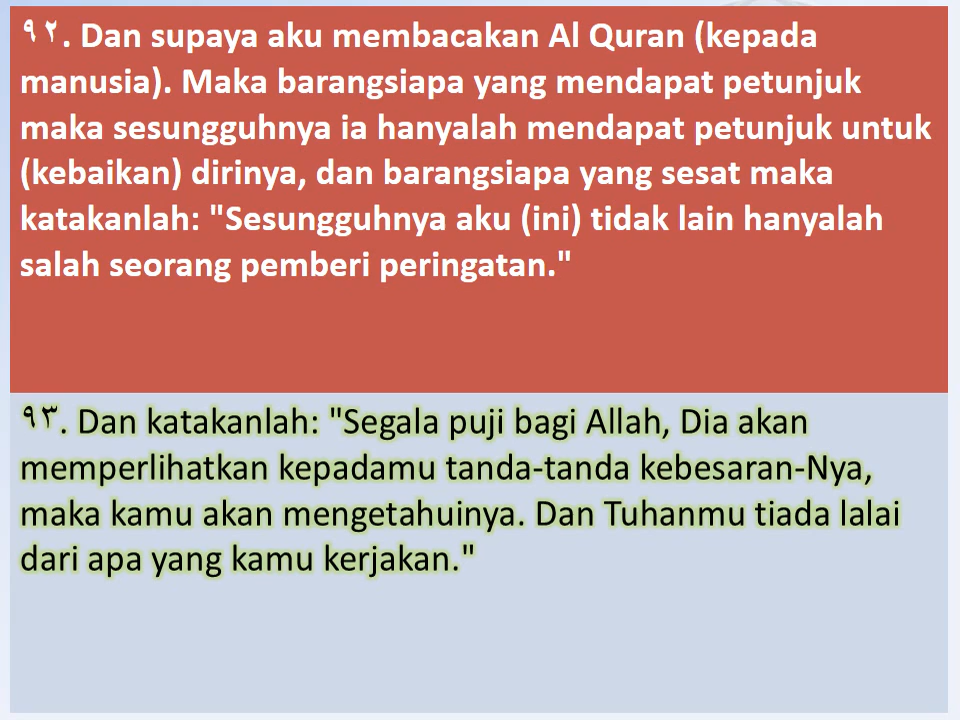 ٩٢. Dan supaya aku membacakan Al Quran (kepada
manusia). Maka barangsiapa yang mendapat petunjuk
maka sesungguhnya ia hanyalah mendapat petunjuk untuk
(kebaikan) dirinya, dan barangsiapa yang sesat maka
katakanlah: "Sesungguhnya aku (ini) tidak lain hanyalah
salah seorang pemberi peringatan."
٩٣. Dan katakanlah: "Segala puji bagi Allah, Dia akan
memperlihatkan kepadamu tanda-tanda kebesaran-Nya,
maka kamu akan mengetahuinya. Dan Tuhanmu tiada lalai
dari apa yang kamu kerjakan."